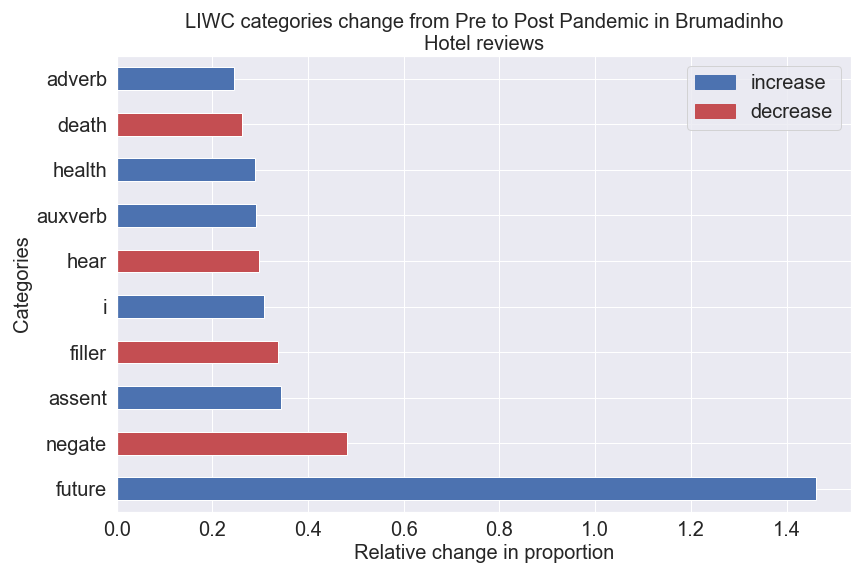 LIWC categories change from Pre to Post Pandemic in Brumadinho
Hotel reviews
increase
decrease
Categories
adverb
death
health
auxverb
hear
i
filler
assent
negate
future
0.0 0.2 0.4 0.6 0.8 1.0 1.2 1.4
Relative change in proportion